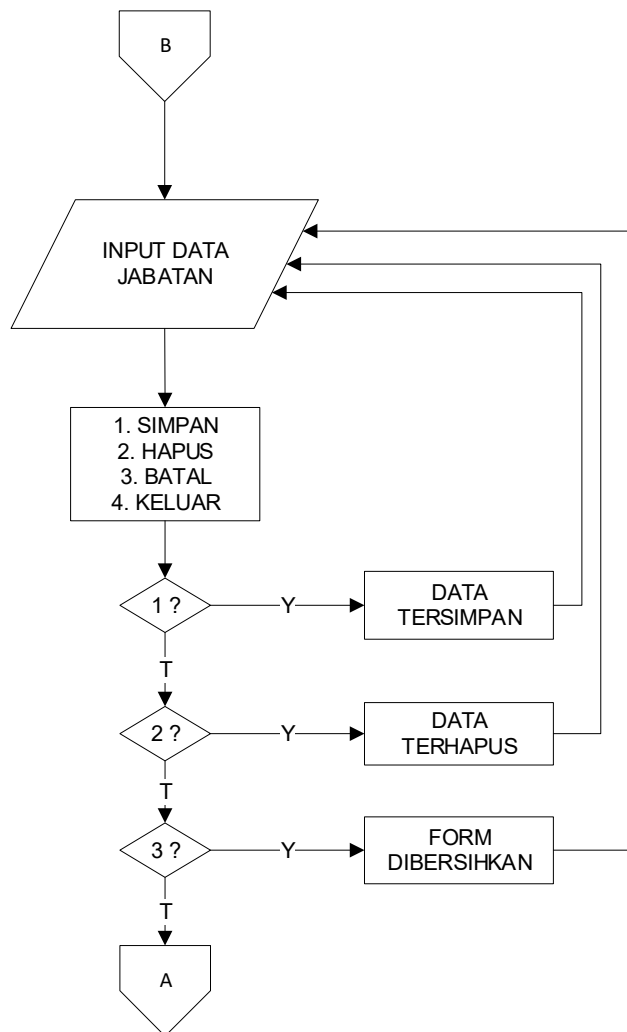 B
INPUT DATA
JABATAN
1. SIMPAN
2. HAPUS
3. BATAL
4. KELUAR
1 ?
Y
DATA
TERSIMPAN
T
2 ?
Y
DATA
TERHAPUS
T
3 ?
Y
FORM
DIBERSIHKAN
T
A